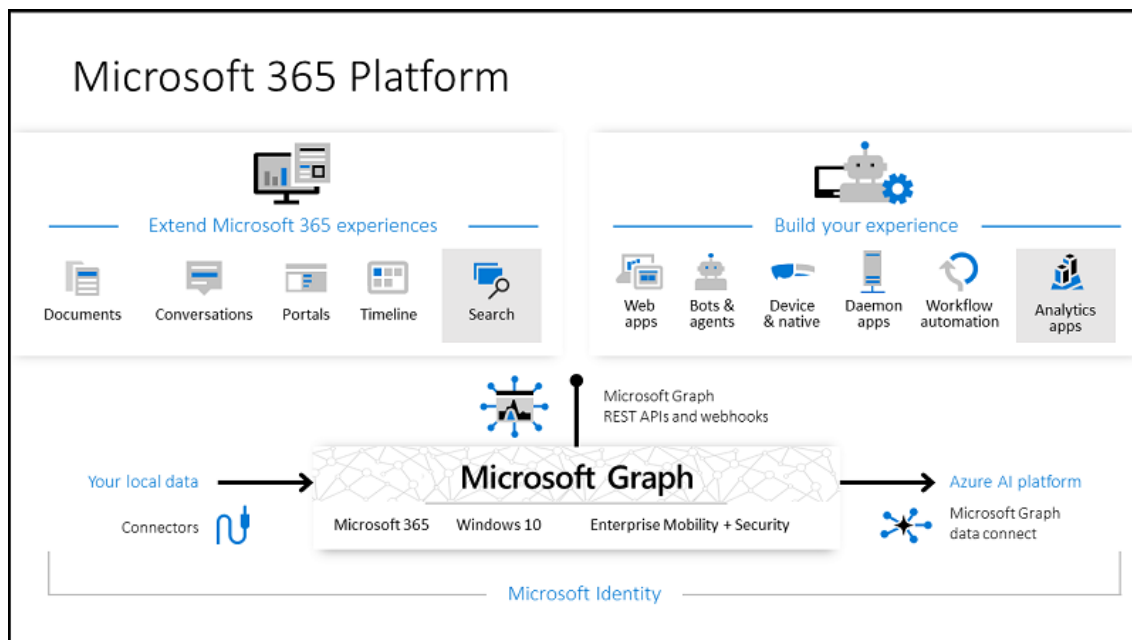 Microsoft 365 Platform
Extend Microsoft 365 experiences
Documents
Conversations
Portals
Timeline
Search
Build your experience
Web
apps
Bots &
agents
Device
& native
Daemon
apps
Workflow
automation
Analytics
apps
Microsoft Graph
REST APIs and webhooks
Your local data
Connectors
Microsoft Graph
Microsoft 365
Windows 10
Enterprise Mobility + Security
Azure AI platform
Microsoft Graph
data connect
Microsoft Identity